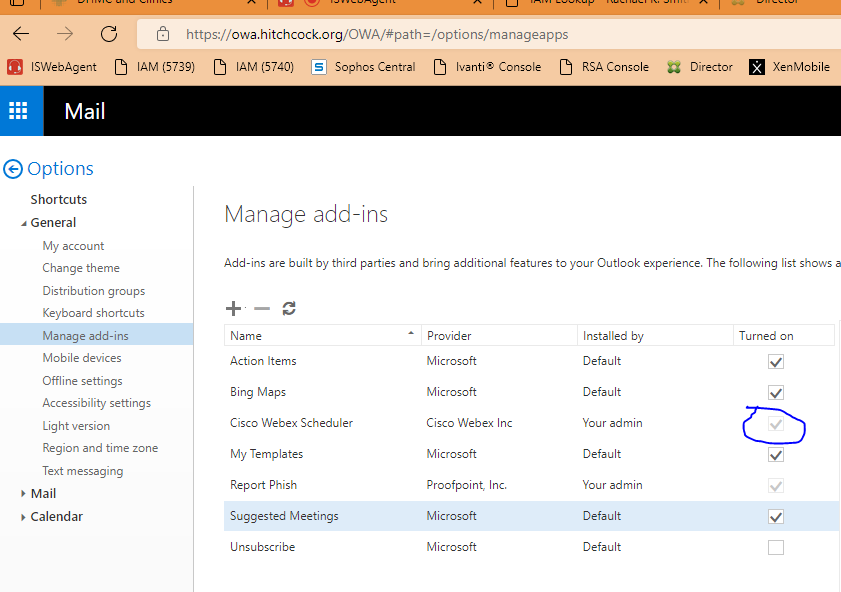 DHMC and Clinics
ISWebAgent
IAM Lookup - Rachael R. Smi
Director
https://owa.hitchcock.org/OWA/#path=/options/manageapps
ISWebAgent IAM (5739) IAM (5740) S Sophos Central Ivanti® Console RSA Console Director X XenMobile
Mail
Options
Shortcuts
General
My account
Change theme
Distribution groups
Keyboard shortcuts
Manage add-ins
Mobile devices
Offline settings
Accessibility settings
Light version
Region and time zone
Text messaging
Mail
Calendar
Manage add-ins
Add-ins are built by third parties and bring additional features to your Outlook experience. The following list shows a
Name Provider Installed by Turned on
Action Items Microsoft Default
Bing Maps Microsoft Default
Cisco Webex Scheduler Cisco Webex Inc Your admin
My Templates Microsoft Default
Report Phish Proofpoint, Inc. Your admin
Suggested Meetings Microsoft Default
Unsubscribe Microsoft Default